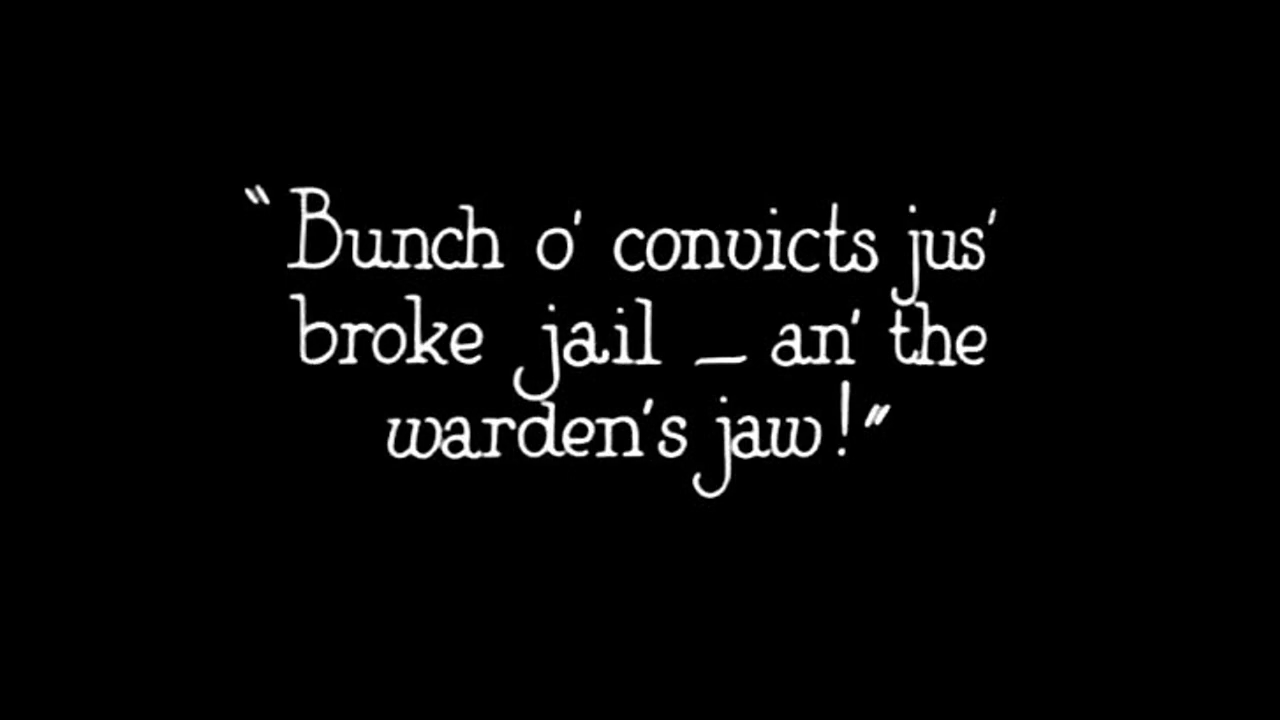 "Bunch o' convicts jus'
broke jail — an' the
warden's jaw!"